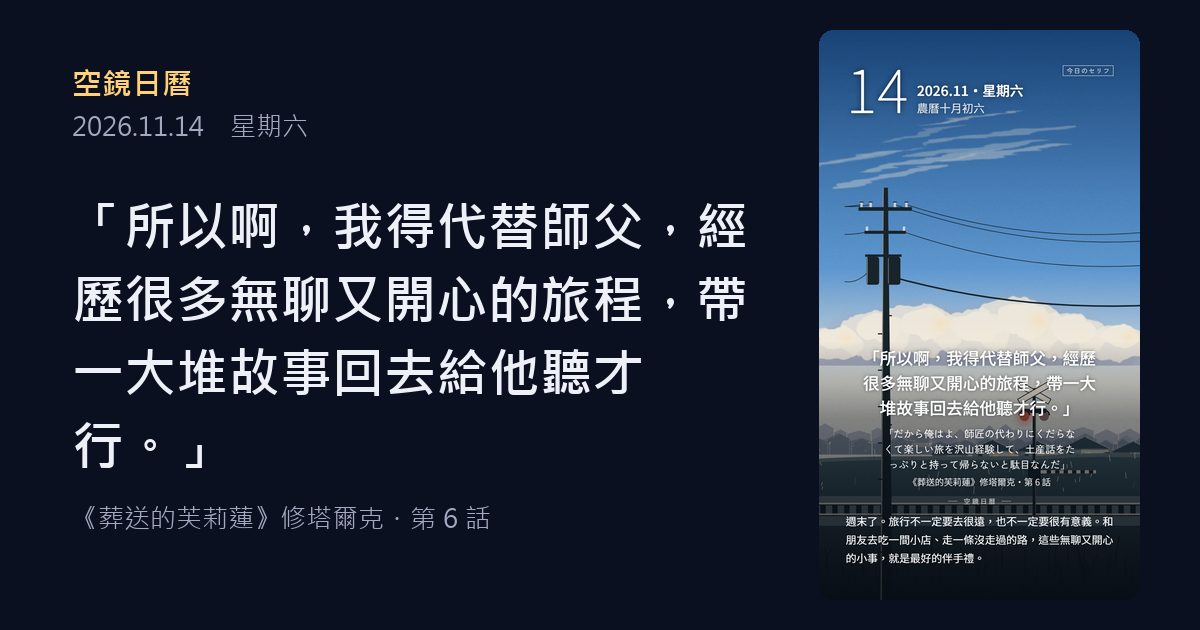 空鏡日曆
2026.11.14 星期六
「所以啊，我得代替師父，經
歷很多無聊又開心的旅程，帶
一大堆故事回去給他聽才
行。」
《葬送的芙莉蓮》修塔爾克・第 6 話
14
2026.11・星期六
農曆十月初六
今日のセリフ
「所以啊，我得代替師父，經歷
很多無聊又開心的旅程，帶一大
堆故事回去給他聽才行。」
「だから俺はよ、師匠の代わりにくだらな
くて楽しい旅を沢山経験して、土産話をた
っぷりと持って帰らないと駄目なんだ」
《葬送的芙莉蓮》修塔爾克・第 6 話
空鏡日曆
週末了。旅行不一定要去很遠，也不一定要很有意義。和
朋友去吃一間小店、走一條沒走過的路，這些無聊又開心
的小事，就是最好的伴手禮。